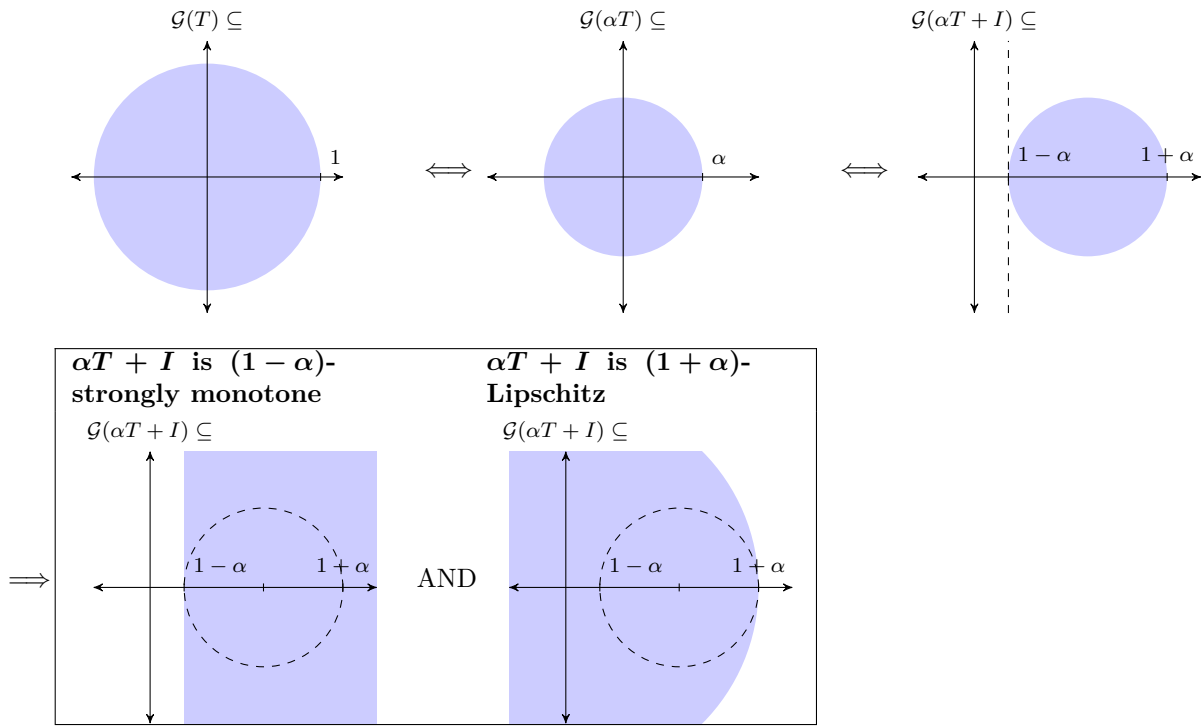 𝒢(T) ⊆
1
⟺
𝒢(αT) ⊆
α
⟺
𝒢(αT + I) ⊆
1 − α
1 + α
⟹
αT + I is (1 − α)-
strongly monotone
𝒢(αT + I) ⊆
1 − α
1 + α
AND
αT + I is (1 + α)-
Lipschitz
𝒢(αT + I) ⊆
1 − α
1 + α